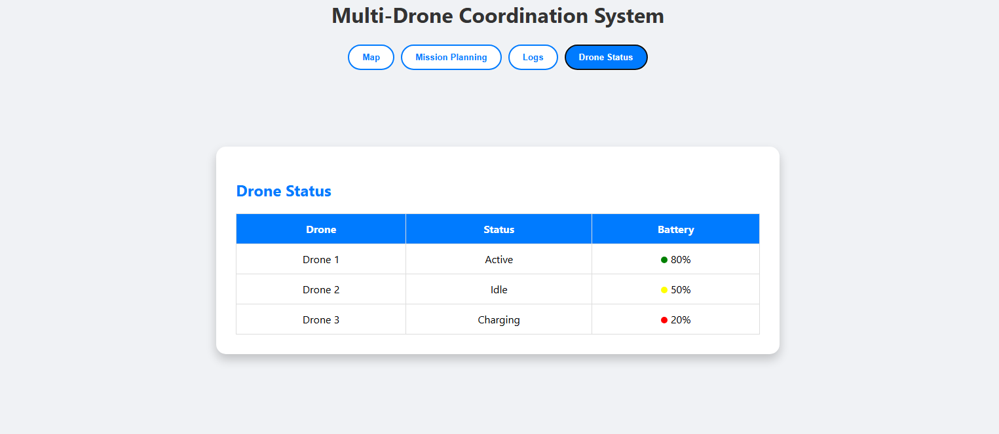 Multi-Drone Coordination System
Map Mission Planning Logs Drone Status
Drone Status
Drone Status Battery
Drone 1 Active 80%
Drone 2 Idle 50%
Drone 3 Charging 20%